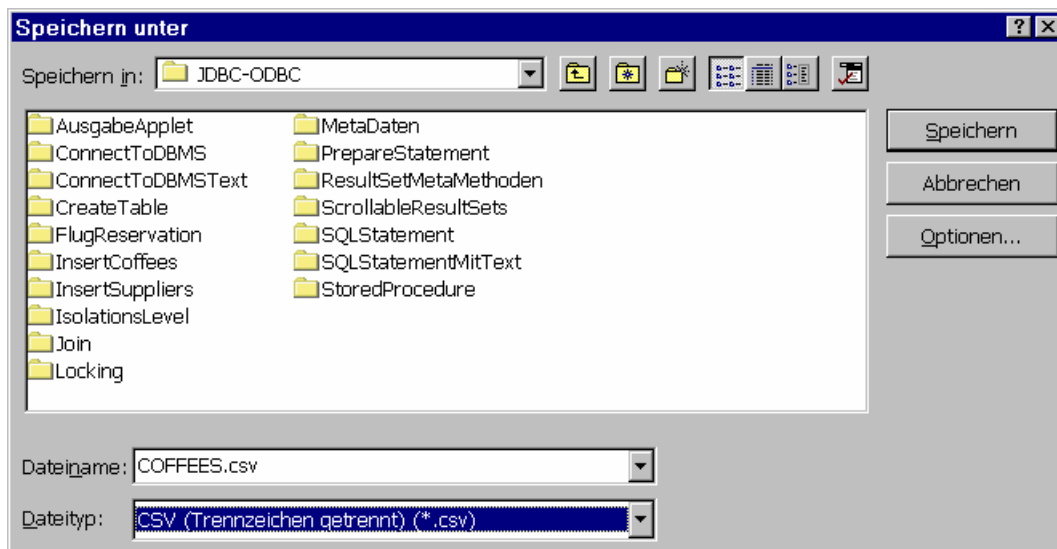 Speichern unter
Speichern in: JDBC-ODBC
AusgabeApplet
ConnectToDBMS
ConnectToDBMSText
CreateTable
FlugReservation
InsertCoffees
InsertSuppliers
IsolationsLevel
Join
Locking
MetaDaten
PrepareStatement
ResultSetMetaMethoden
ScrollableResultSets
SQLStatement
SQLStatementMitText
StoredProcedure
Speichern
Abbrechen
Optionen...
Dateiname: COFFEES.csv
Dateityp: CSV (Trennzeichen getrennt) (*.csv)